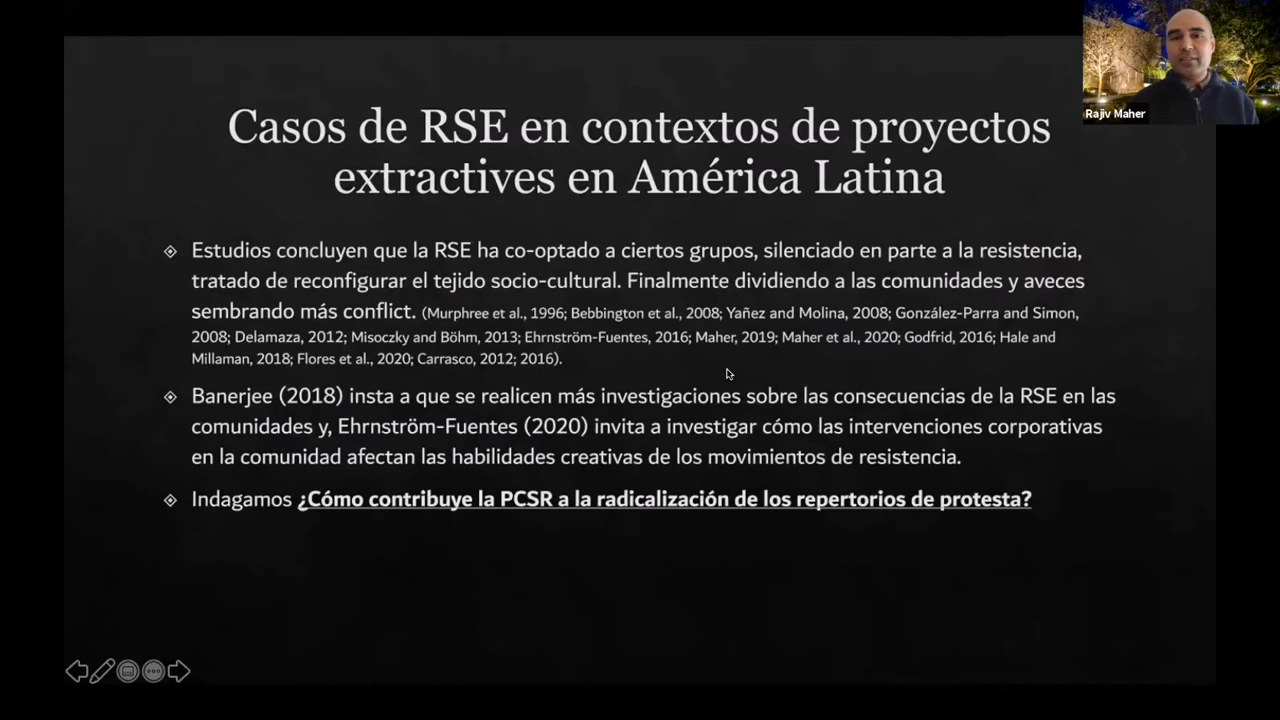 Casos de RSE en contextos de proyectos
extractives en América Latina
Estudios concluyen que la RSE ha co-optado a ciertos grupos, silenciado en parte a la resistencia,
tratado de reconfigurar el tejido socio-cultural. Finalmente dividiendo a las comunidades y aveces
sembrando más conflict. (Murphree et al., 1996; Bebbington et al., 2008; Yañez and Molina, 2008; González-Parra and Simon,
2008; Delamaza, 2012; Misoczky and Böhm, 2013; Ehrnström-Fuentes, 2016; Maher, 2019; Maher et al., 2020; Godfrid, 2016; Hale and
Millaman, 2018; Flores et al., 2020; Carrasco, 2012; 2016).
Banerjee (2018) insta a que se realicen más investigaciones sobre las consecuencias de la RSE en las
comunidades y, Ehrnström-Fuentes (2020) invita a investigar cómo las intervenciones corporativas
en la comunidad afectan las habilidades creativas de los movimientos de resistencia.
Indagamos ¿Cómo contribuye la PCSR a la radicalización de los repertorios de protesta?
Rajiv Maher